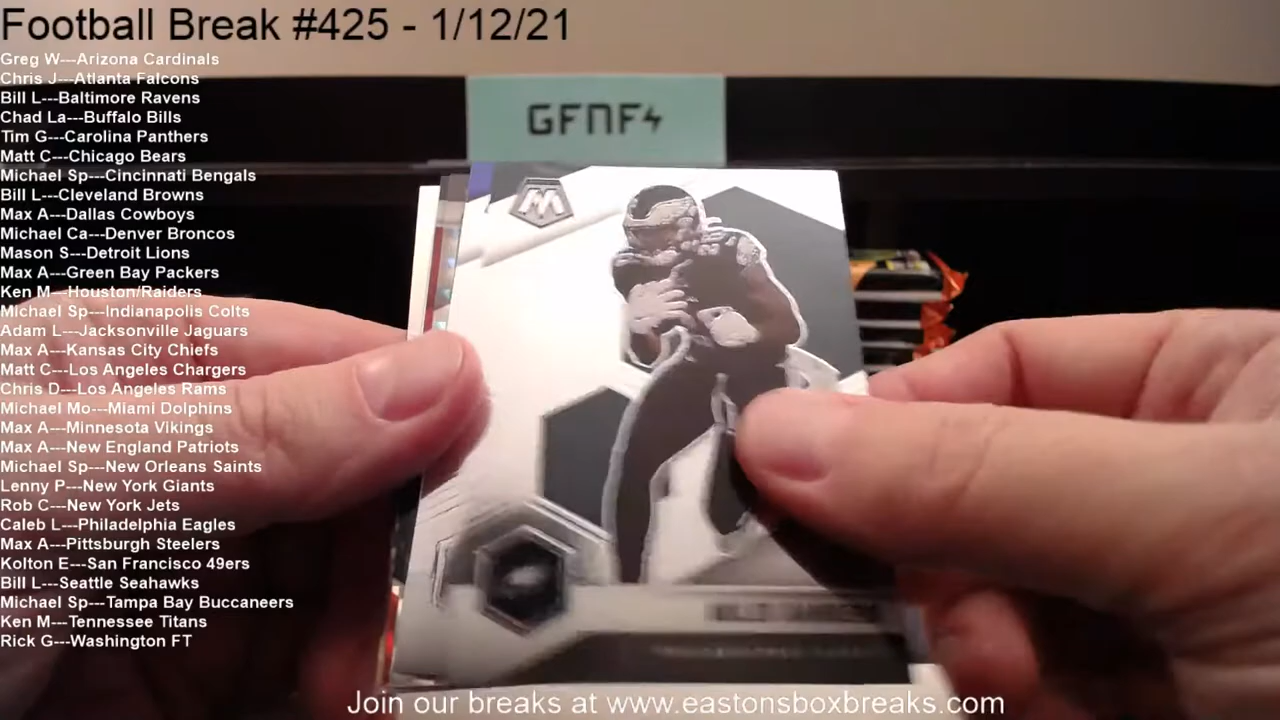 Football Break #425 - 1/12/21
Greg W---Arizona Cardinals
Chris J---Atlanta Falcons
Bill L---Baltimore Ravens
Chad La---Buffalo Bills
Tim G---Carolina Panthers
Matt C---Chicago Bears
Michael Sp---Cincinnati Bengals
Bill L---Cleveland Browns
Max A---Dallas Cowboys
Michael Ca---Denver Broncos
Mason S---Detroit Lions
Max A---Green Bay Packers
Ken M---Houston/Raiders
Michael Sp---Indianapolis Colts
Adam L---Jacksonville Jaguars
Max A---Kansas City Chiefs
Matt C---Los Angeles Chargers
Chris D---Los Angeles Rams
Michael Mo---Miami Dolphins
Max A---Minnesota Vikings
Max A---New England Patriots
Michael Sp---New Orleans Saints
Lenny P---New York Giants
Rob C---New York Jets
Caleb L---Philadelphia Eagles
Max A---Pittsburgh Steelers
Kolton E---San Francisco 49ers
Bill L---Seattle Seahawks
Michael Sp---Tampa Bay Buccaneers
Ken M---Tennessee Titans
Rick G---Washington FT
GFNF
M
Join our breaks at www.eastonsboxbreaks.com